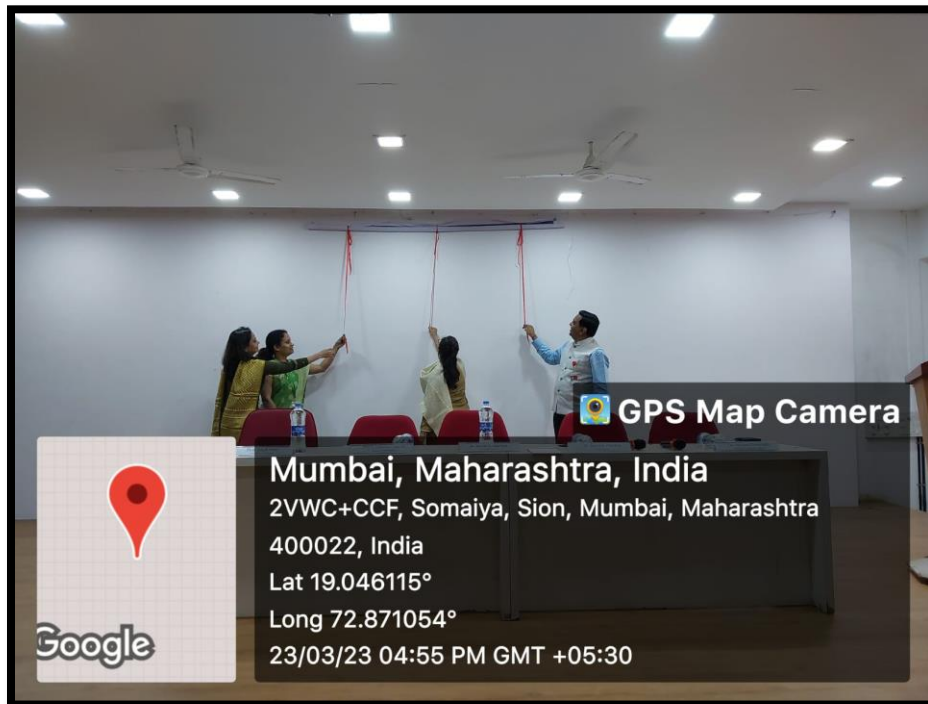 GPS Map Camera
Mumbai, Maharashtra, India
2VWC+CCF, Somaiya, Sion, Mumbai, Maharashtra
400022, India
Lat 19.046115°
Long 72.871054°
23/03/23 04:55 PM GMT +05:30
Google